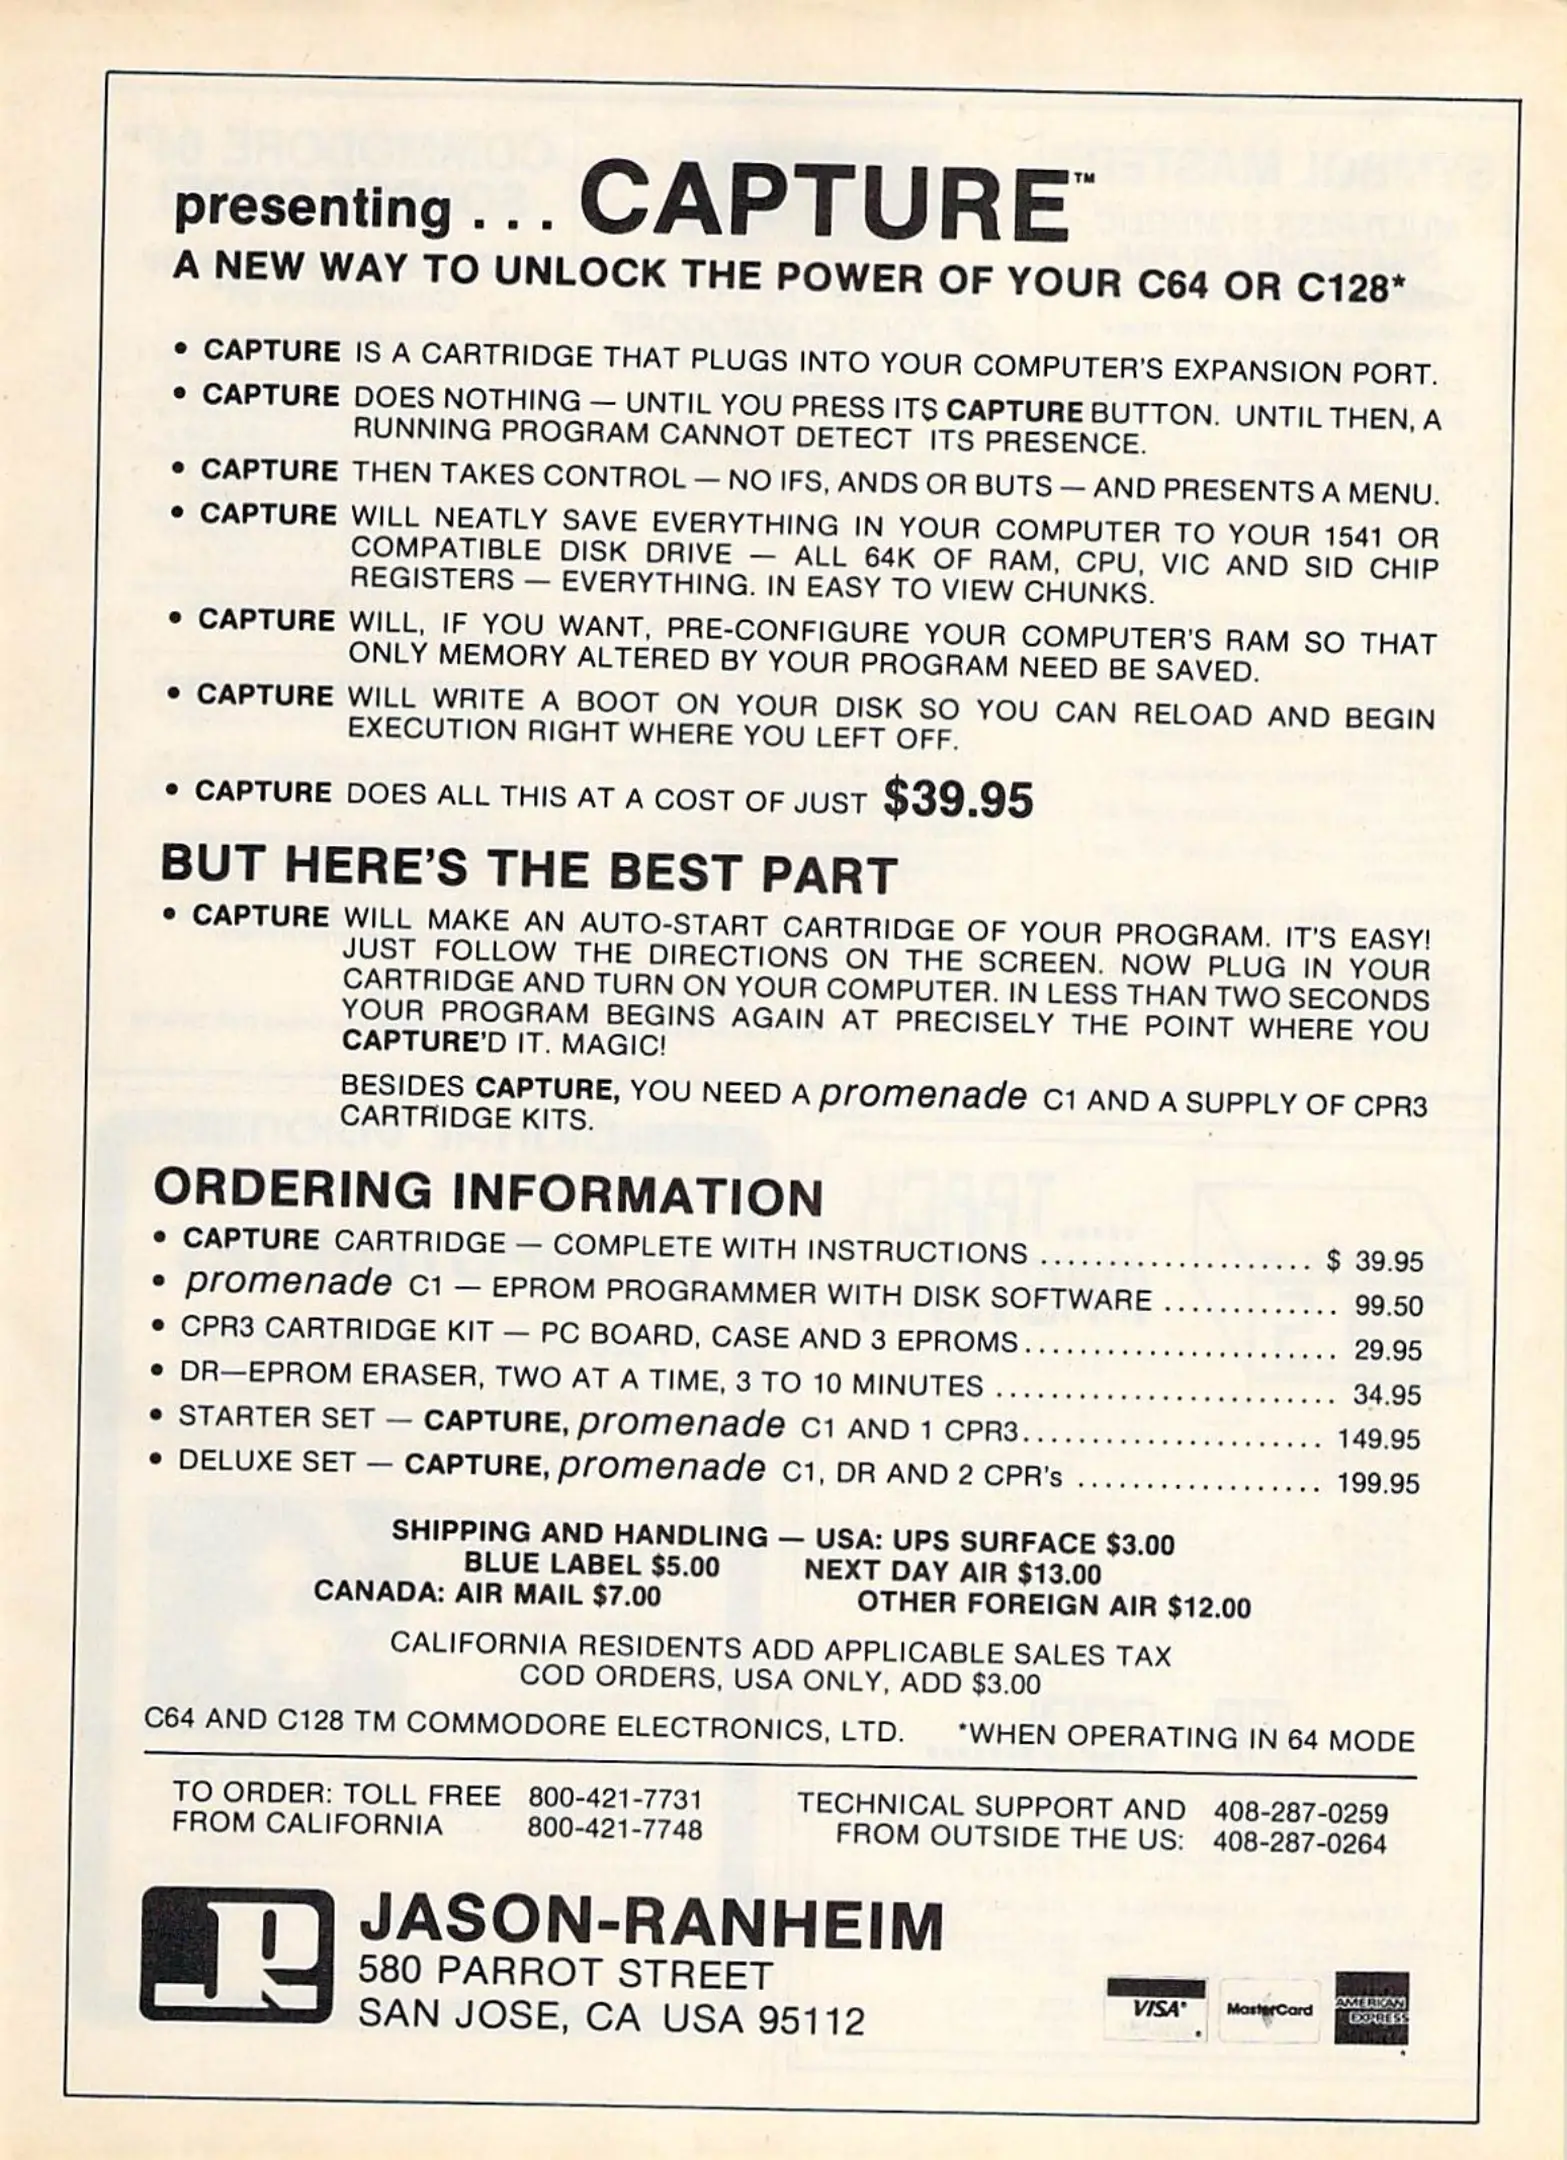 presenting . . . CAPTURE™
A NEW WAY TO UNLOCK THE POWER OF YOUR C64 OR C128*
• CAPTURE IS A CARTRIDGE THAT PLUGS INTO YOUR COMPUTER'S EXPANSION PORT.
• CAPTURE DOES NOTHING — UNTIL YOU PRESS ITS CAPTURE BUTTON. UNTIL THEN, A
RUNNING PROGRAM CANNOT DETECT ITS PRESENCE.
• CAPTURE THEN TAKES CONTROL — NO IFS, ANDS OR BUTS — AND PRESENTS A MENU.
• CAPTURE WILL NEATLY SAVE EVERYTHING IN YOUR COMPUTER TO YOUR 1541 OR
COMPATIBLE DISK DRIVE — ALL 64K OF RAM, CPU, VIC AND SID CHIP
REGISTERS — EVERYTHING. IN EASY TO VIEW CHUNKS.
• CAPTURE WILL, IF YOU WANT, PRE-CONFIGURE YOUR COMPUTER'S RAM SO THAT
ONLY MEMORY ALTERED BY YOUR PROGRAM NEED BE SAVED.
• CAPTURE WILL WRITE A BOOT ON YOUR DISK SO YOU CAN RELOAD AND BEGIN
EXECUTION RIGHT WHERE YOU LEFT OFF.
• CAPTURE DOES ALL THIS AT A COST OF JUST $39.95
BUT HERE'S THE BEST PART
• CAPTURE WILL MAKE AN AUTO-START CARTRIDGE OF YOUR PROGRAM. IT'S EASY!
JUST FOLLOW THE DIRECTIONS ON THE SCREEN. NOW PLUG IN YOUR
CARTRIDGE AND TURN ON YOUR COMPUTER. IN LESS THAN TWO SECONDS
YOUR PROGRAM BEGINS AGAIN AT PRECISELY THE POINT WHERE YOU
CAPTURE'D IT. MAGIC!
BESIDES CAPTURE, YOU NEED A promenade C1 AND A SUPPLY OF CPR3
CARTRIDGE KITS.
ORDERING INFORMATION
• CAPTURE CARTRIDGE — COMPLETE WITH INSTRUCTIONS .................... $ 39.95
• promenade C1 — EPROM PROGRAMMER WITH DISK SOFTWARE ............. 99.50
• CPR3 CARTRIDGE KIT — PC BOARD, CASE AND 3 EPROMS....................... 29.95
• DR—EPROM ERASER, TWO AT A TIME, 3 TO 10 MINUTES ......................... 34.95
• STARTER SET — CAPTURE, promenade C1 AND 1 CPR3...................... 149.95
• DELUXE SET — CAPTURE, promenade C1, DR AND 2 CPR's .................. 199.95
SHIPPING AND HANDLING — USA: UPS SURFACE $3.00
BLUE LABEL $5.00 NEXT DAY AIR $13.00
CANADA: AIR MAIL $7.00 OTHER FOREIGN AIR $12.00
CALIFORNIA RESIDENTS ADD APPLICABLE SALES TAX
COD ORDERS, USA ONLY, ADD $3.00
C64 AND C128 TM COMMODORE ELECTRONICS, LTD. *WHEN OPERATING IN 64 MODE
TO ORDER: TOLL FREE 800-421-7731 TECHNICAL SUPPORT AND 408-287-0259
FROM CALIFORNIA 800-421-7748 FROM OUTSIDE THE US: 408-287-0264
JASON-RANHEIM
580 PARROT STREET
SAN JOSE, CA USA 95112
VISA MasterCard AMERICAN EXPRESS